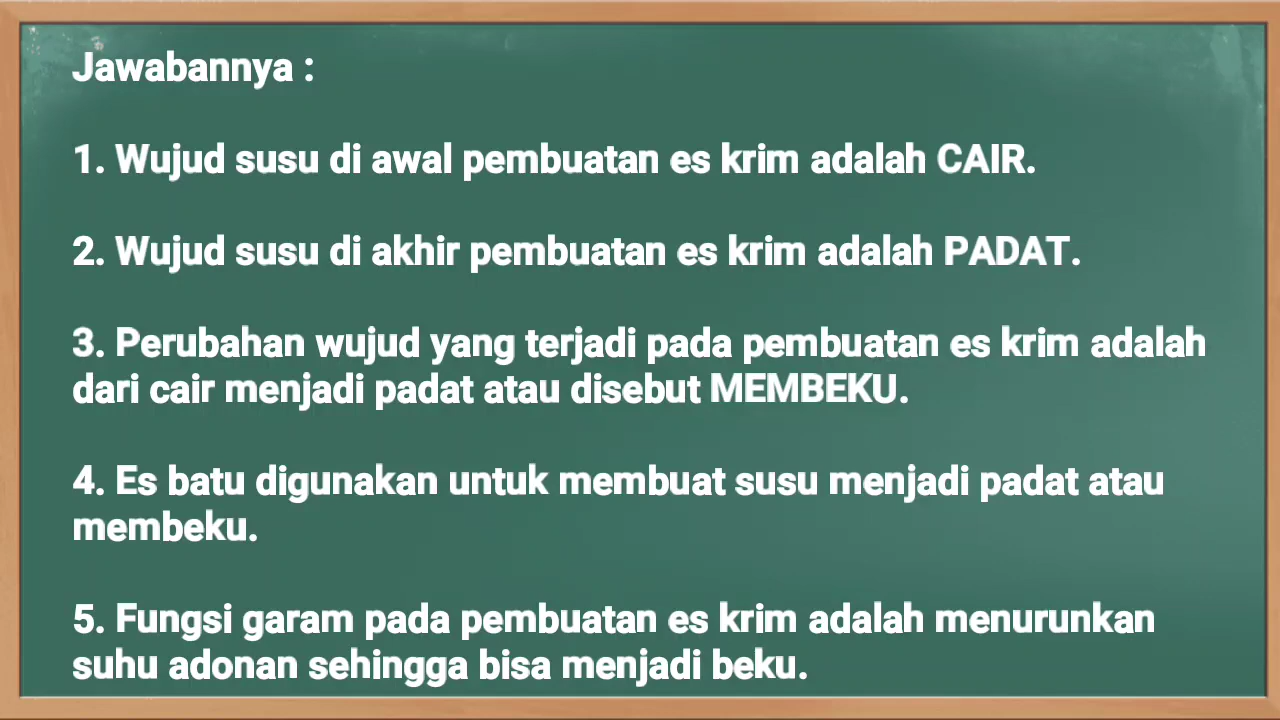 Jawabannya :
1. Wujud susu di awal pembuatan es krim adalah CAIR.
2. Wujud susu di akhir pembuatan es krim adalah PADAT.
3. Perubahan wujud yang terjadi pada pembuatan es krim adalah
dari cair menjadi padat atau disebut MEMBEKU.
4. Es batu digunakan untuk membuat susu menjadi padat atau
membeku.
5. Fungsi garam pada pembuatan es krim adalah menurunkan
suhu adonan sehingga bisa menjadi beku.